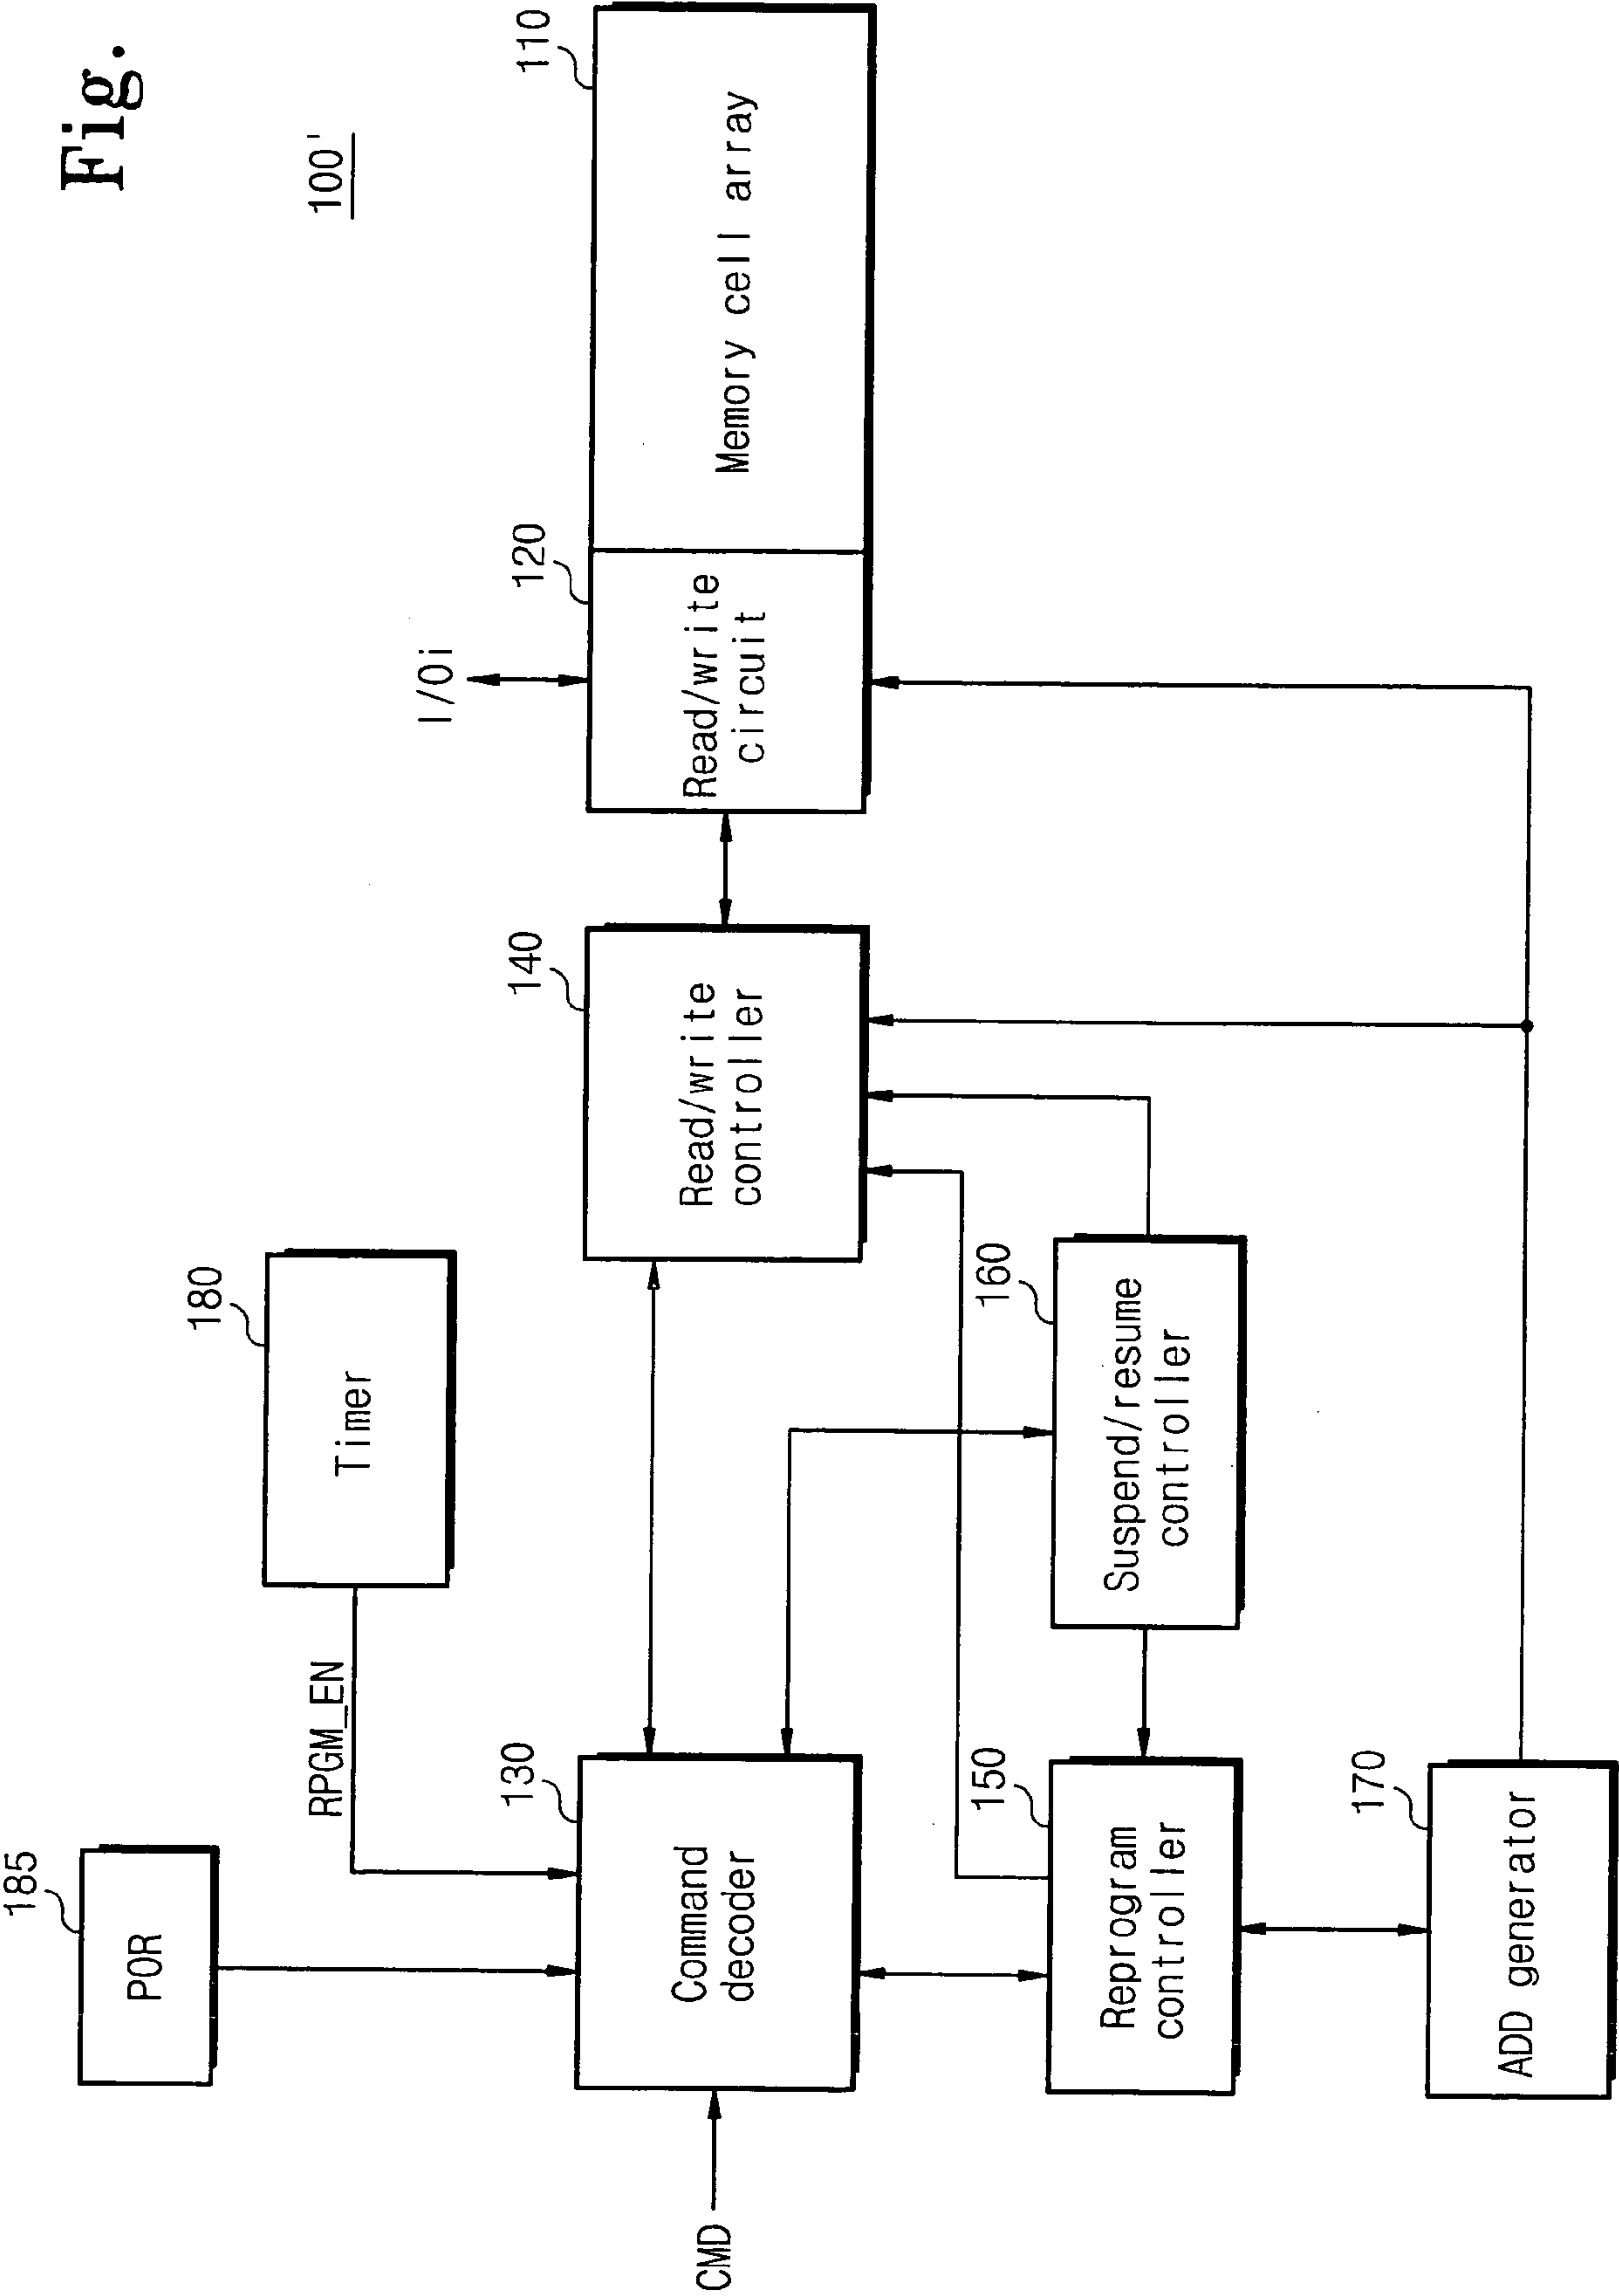 Fig.
100'
185
POR
180
Timer
RPGM_EN
I/Oi
CMD
130
Command
decoder
140
Read/write
controller
120
Read/write
circuit
110
Memory cell array
150
Reprogram
controller
160
Suspend/resume
controller
170
ADD generator